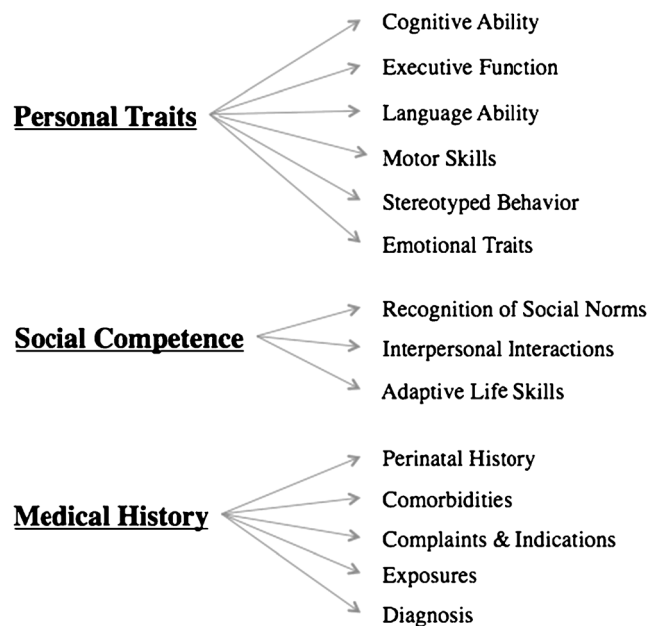 Personal Traits
Cognitive Ability
Executive Function
Language Ability
Motor Skills
Stereotyped Behavior
Emotional Traits
Social Competence
Recognition of Social Norms
Interpersonal Interactions
Adaptive Life Skills
Medical History
Perinatal History
Comorbidities
Complaints & Indications
Exposures
Diagnosis